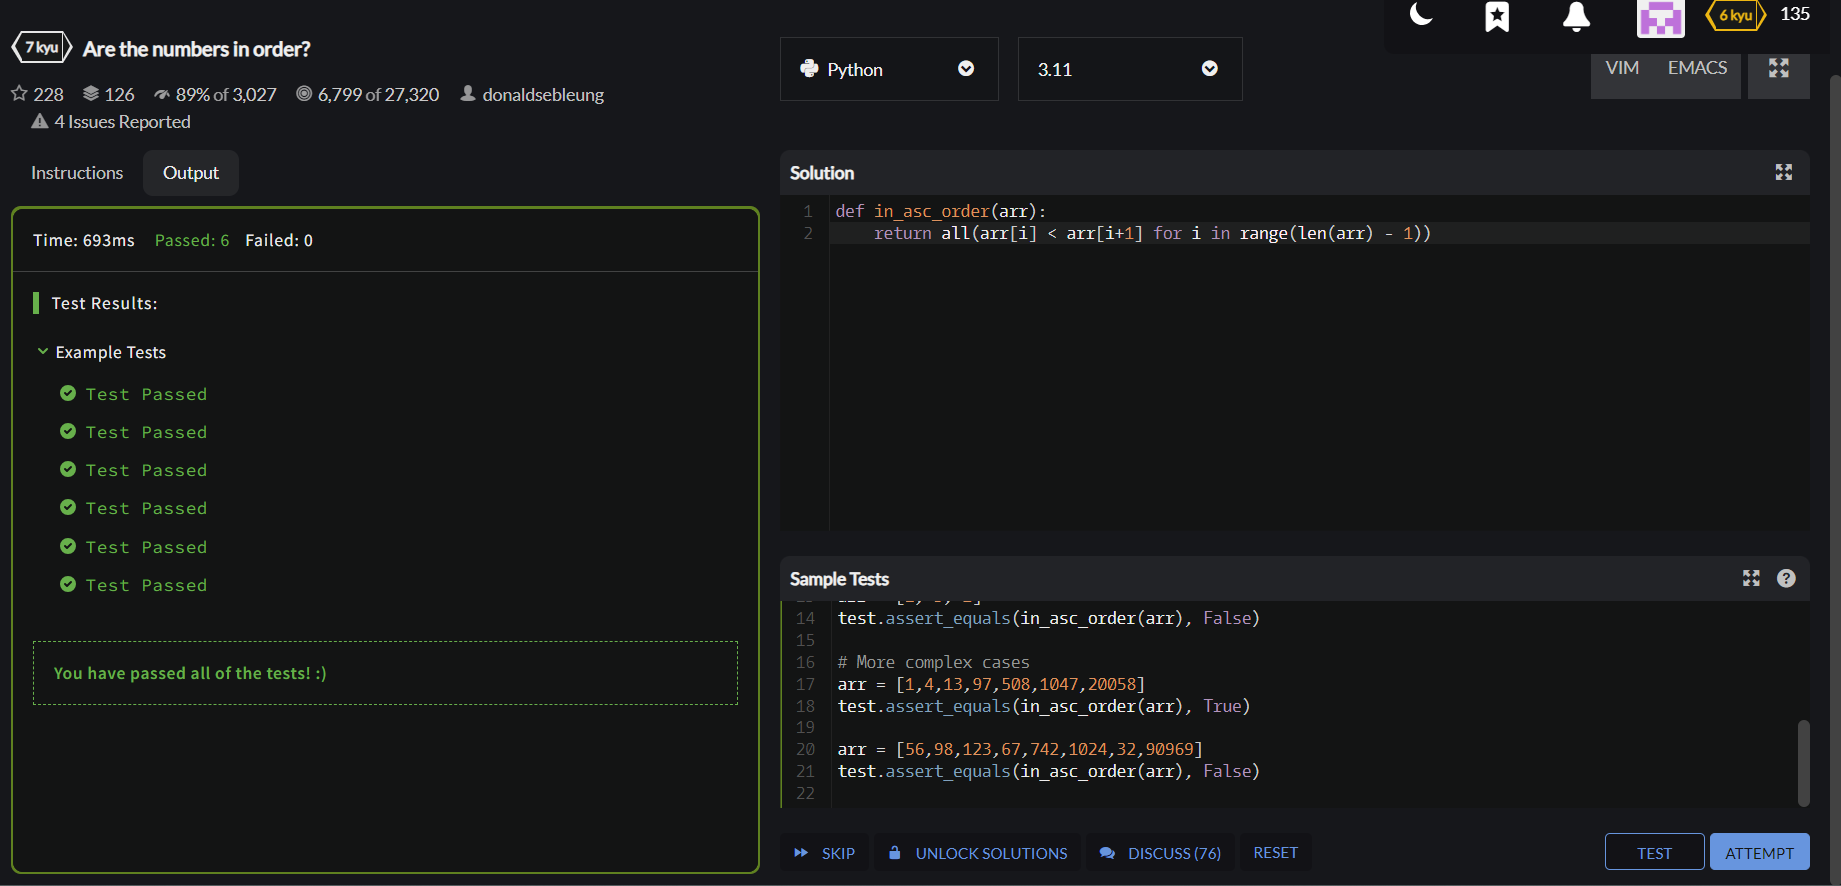 7 kyu Are the numbers in order?
228 126 89% of 3,027 6,799 of 27,320 donaldsebleung
4 Issues Reported
Instructions Output
Time: 693ms Passed: 6 Failed: 0
Test Results:
Example Tests
Test Passed
Test Passed
Test Passed
Test Passed
Test Passed
Test Passed
You have passed all of the tests! :)
6 kyu 135
Python 3.11 VIM EMACS
Solution
1 def in_asc_order(arr):
2 return all(arr[i] < arr[i+1] for i in range(len(arr) - 1))
Sample Tests
14 test.assert_equals(in_asc_order(arr), False)
15
16 # More complex cases
17 arr = [1,4,13,97,508,1047,20058]
18 test.assert_equals(in_asc_order(arr), True)
19
20 arr = [56,98,123,67,742,1024,32,90969]
21 test.assert_equals(in_asc_order(arr), False)
22
SKIP UNLOCK SOLUTIONS DISCUSS (76) RESET TEST ATTEMPT